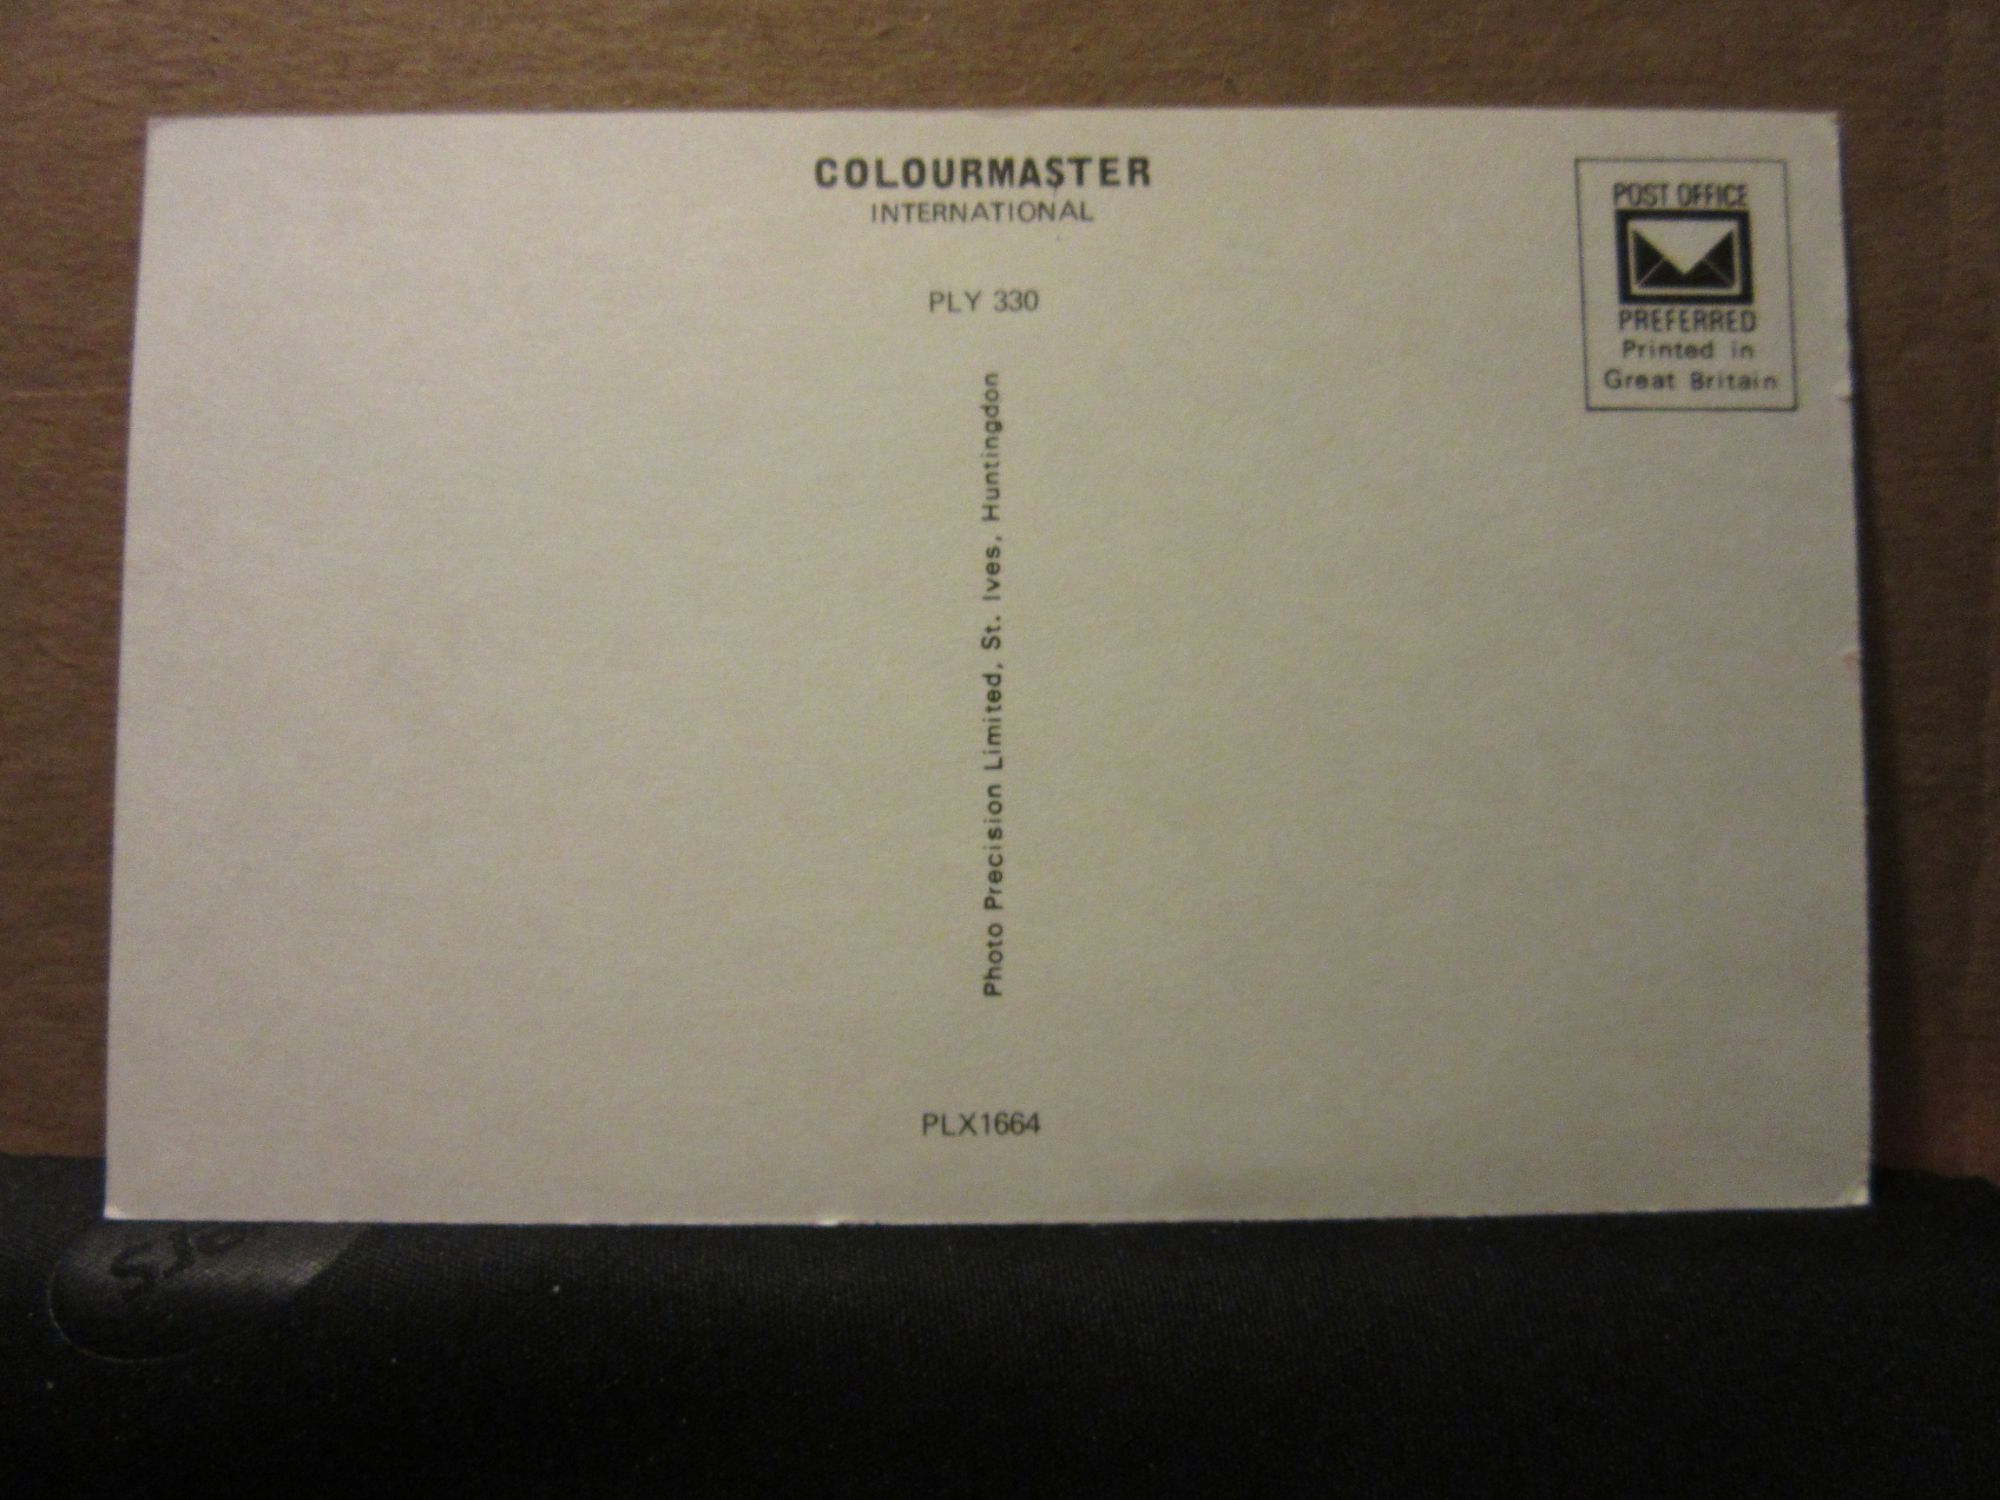 COLOURMASTER
INTERNATIONAL
PLY 330
POST OFFICE
PREFERRED
Printed in
Great Britain
Photo Precision Limited, St. Ives, Huntingdon
PLX1664